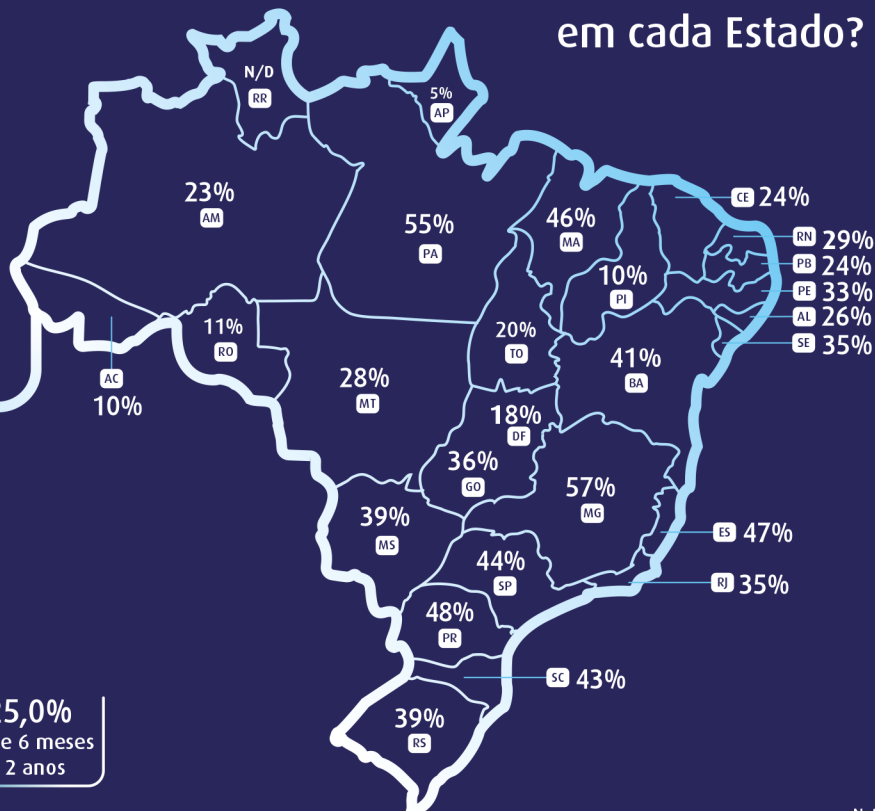 em cada Estado?
N/D
RR
5%
AP
23%
AM
55%
PA
46%
MA
CE 24%
RN 29%
PB 24%
PE 33%
AL 26%
SE 35%
10%
PI
11%
RO
20%
TO
41%
BA
AC
10%
28%
MT
18%
DF
36%
GO
57%
MG
39%
MS
ES 47%
44%
SP
RJ 35%
48%
PR
SC 43%
39%
RS
5,0%
e 6 meses
2 anos